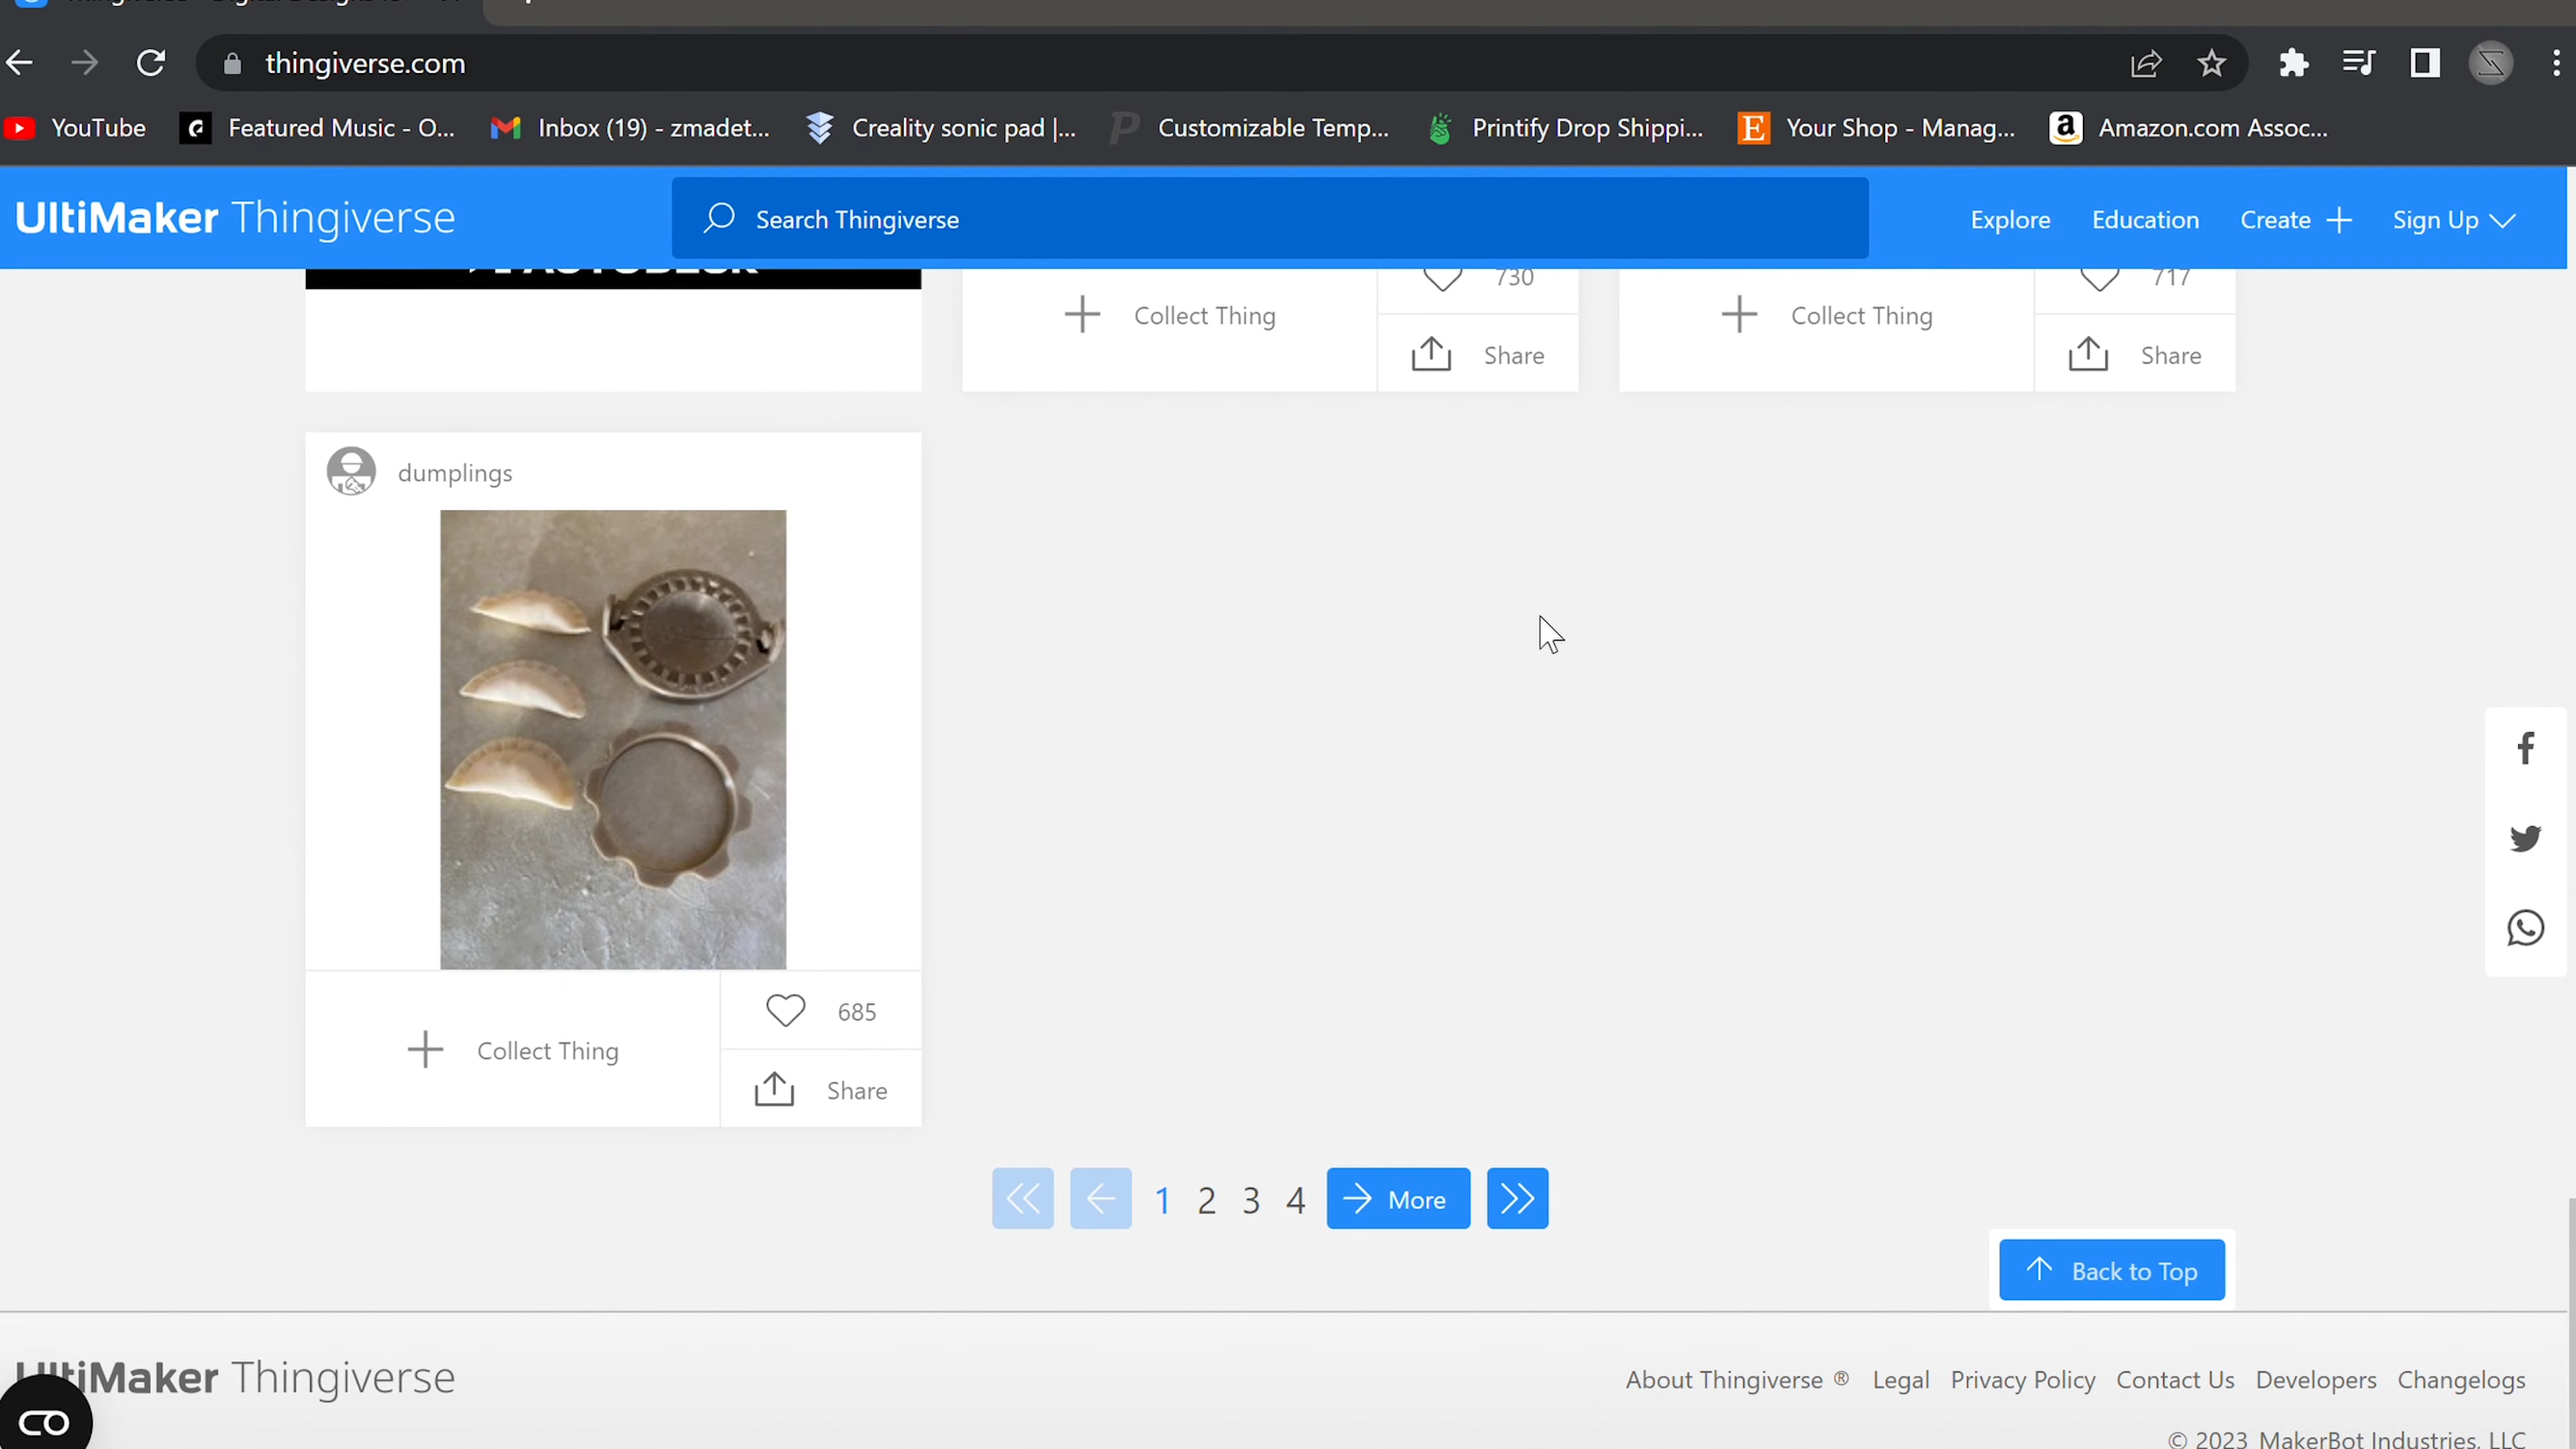 thingiverse.com
YouTube Featured Music - O... Inbox (19) - zmadet... Creality sonic pad |... Customizable Temp... Printify Drop Shippi... Your Shop - Manag... Amazon.com Assoc...
UltiMaker Thingiverse Search Thingiverse Explore Education Create Sign Up
730 717
Collect Thing Collect Thing
Share Share
dumplings
685
Collect Thing
Share
1 2 3 4 More
Back to Top
UltiMaker Thingiverse About Thingiverse ® Legal Privacy Policy Contact Us Developers Changelogs
© 2023 MakerBot Industries, LLC